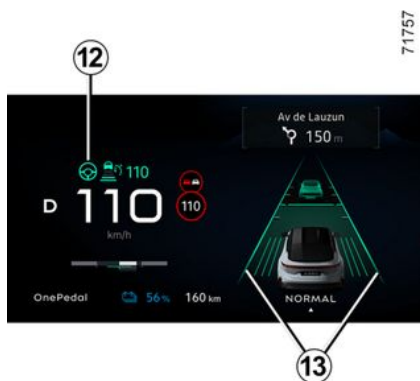 71757
12
Av de Lauzun
150 m
110
D 110
110
km/h
OnePedal 56% 160 km
NORMAL
13